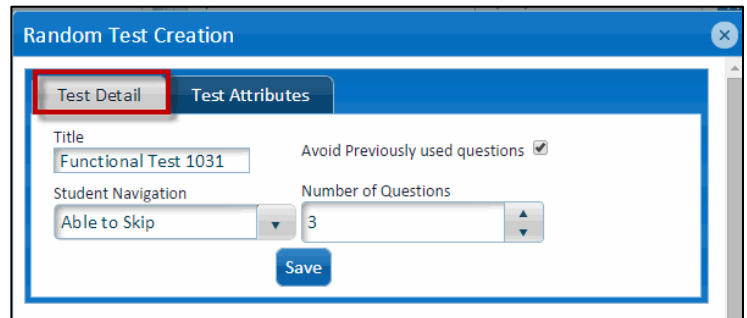 Random Test Creation
Test Detail Test Attributes
Title
Functional Test 1031
Avoid Previously used questions
Student Navigation
Able to Skip
Number of Questions
3
Save